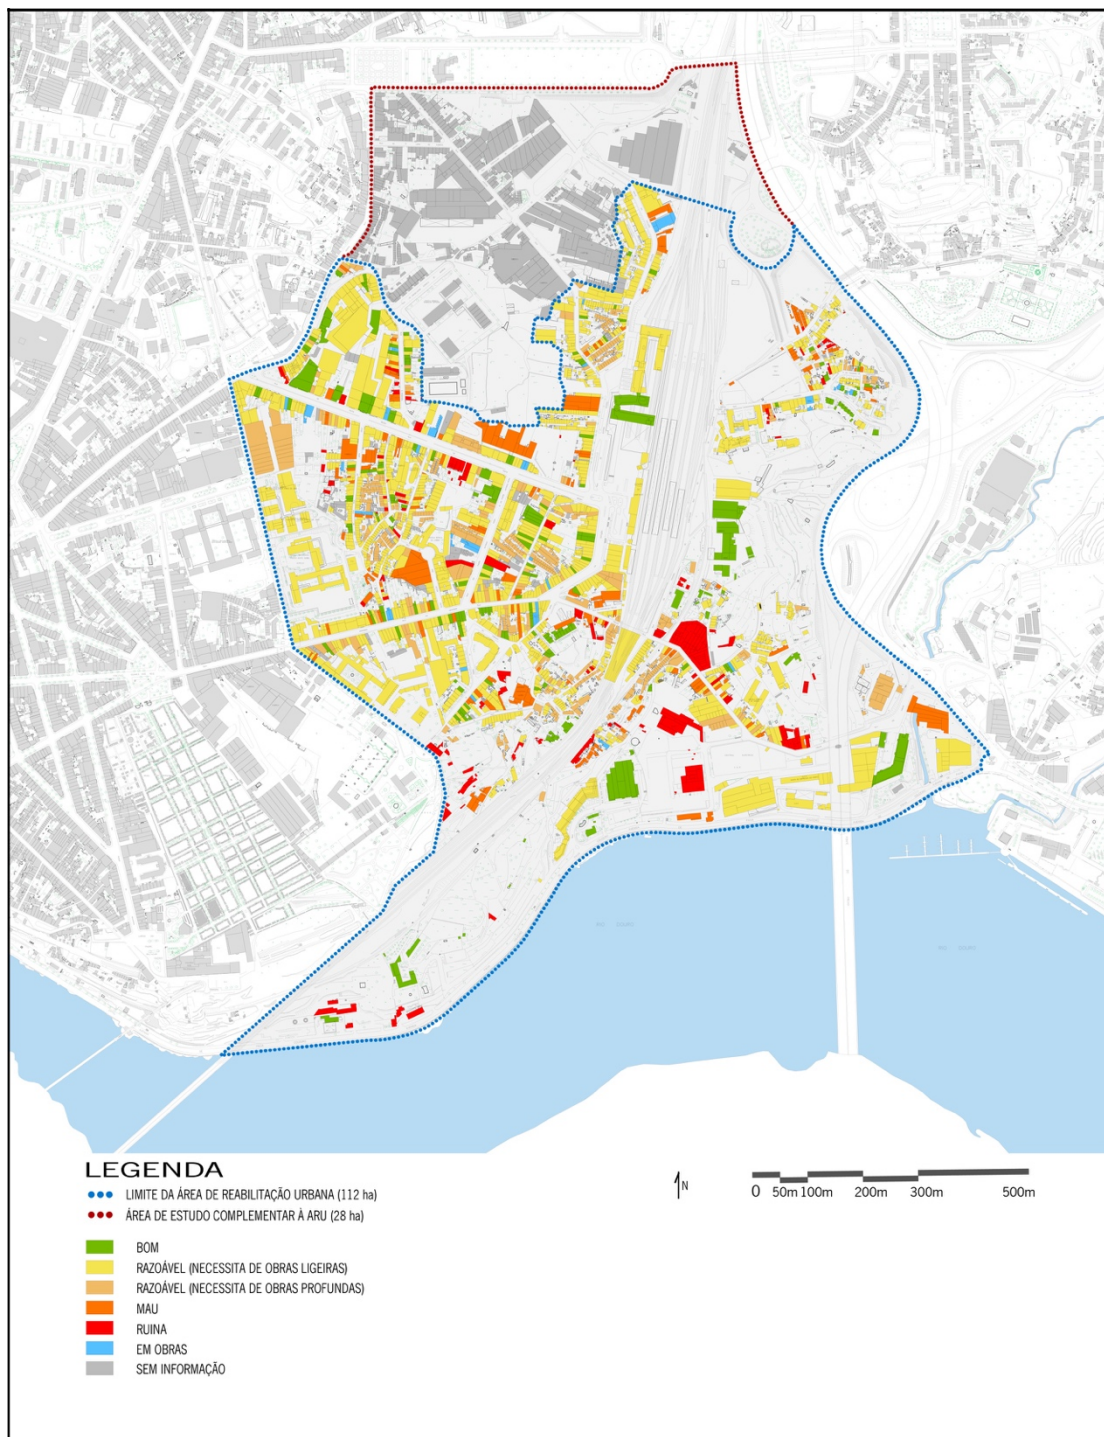 LEGENDA
LIMITE DA ÁREA DE REABILITAÇÃO URBANA (112 ha)
ÁREA DE ESTUDO COMPLEMENTAR À ARU (28 ha)
BOM
RAZOÁVEL (NECESSITA DE OBRAS LIGEIRAS)
RAZOÁVEL (NECESSITA DE OBRAS PROFUNDAS)
MAU
RUINA
EM OBRAS
SEM INFORMAÇÃO
N
0 50m 100m 200m 300m 500m